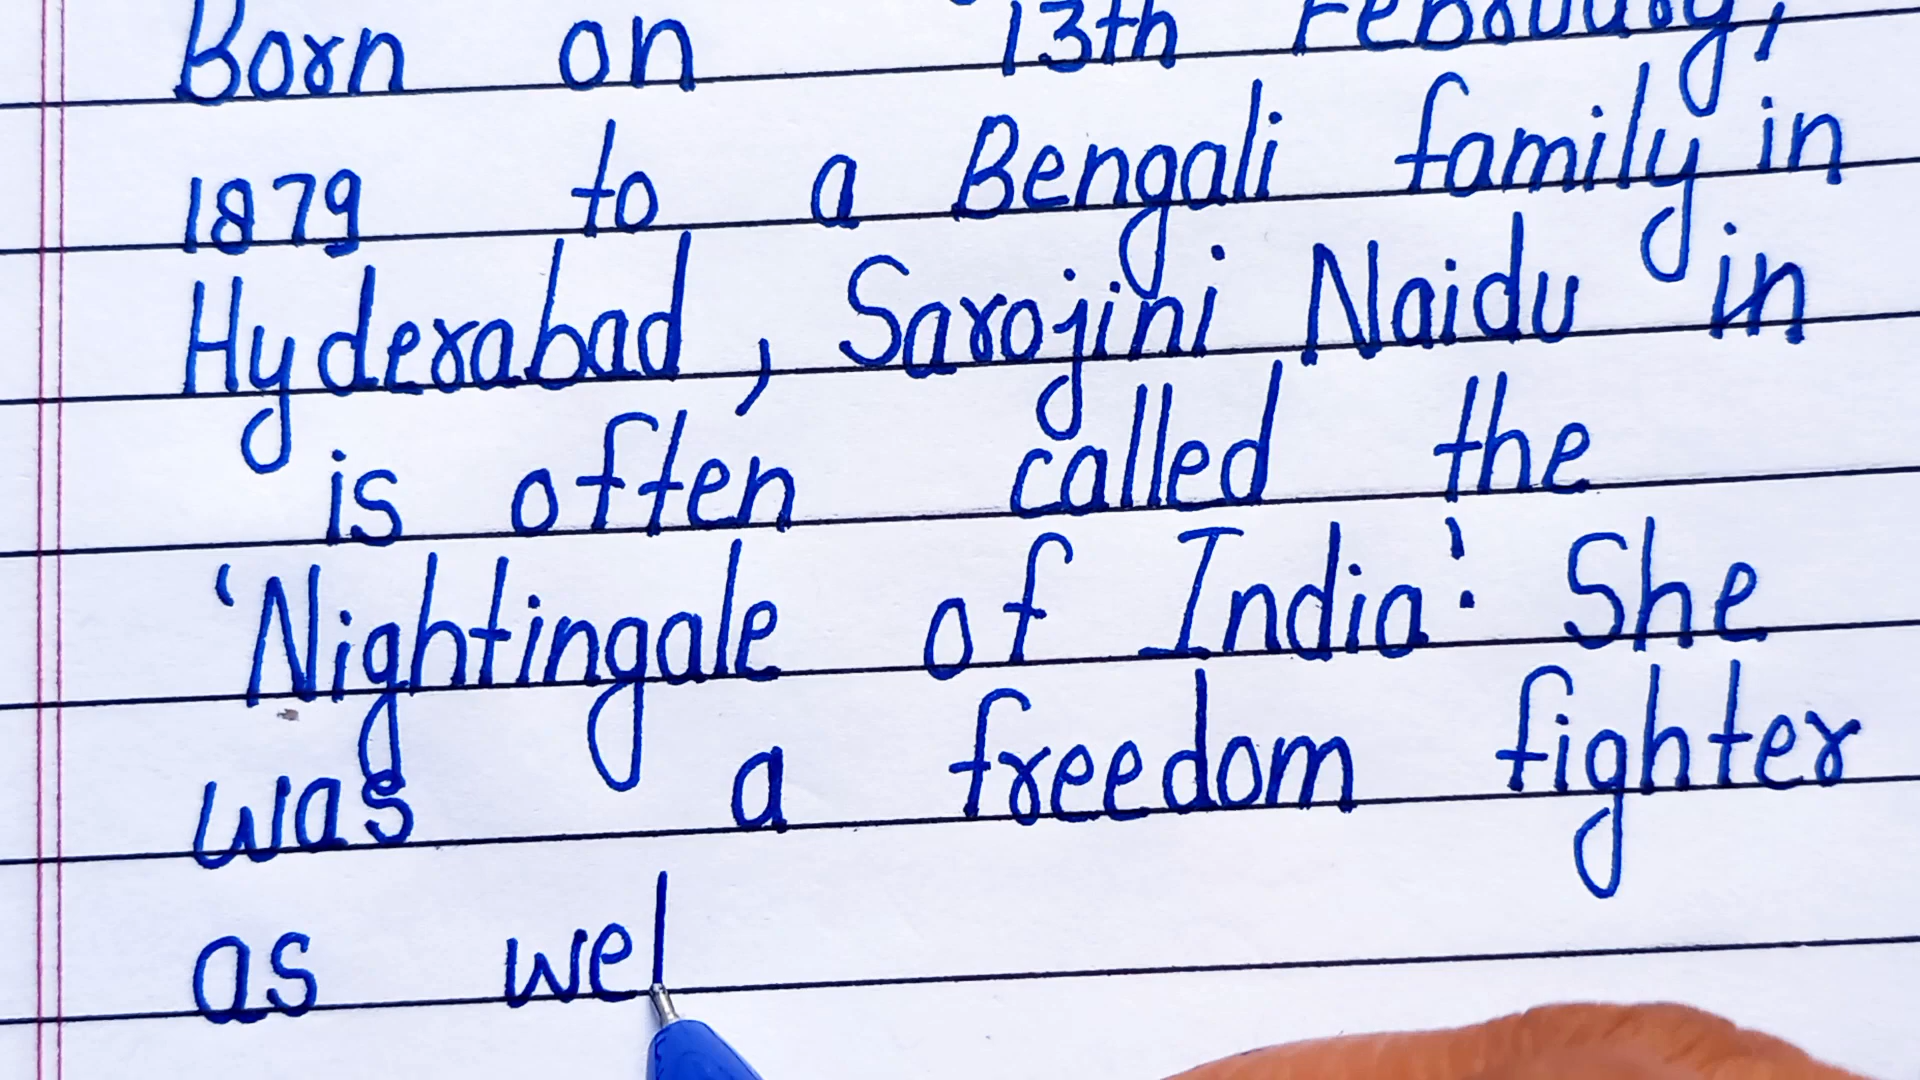 Born on 13th February,
1879 to a Bengali family in
Hyderabad, Sarojini Naidu in
is often called the
'Nightingale of India'. She
was a freedom fighter
as wel